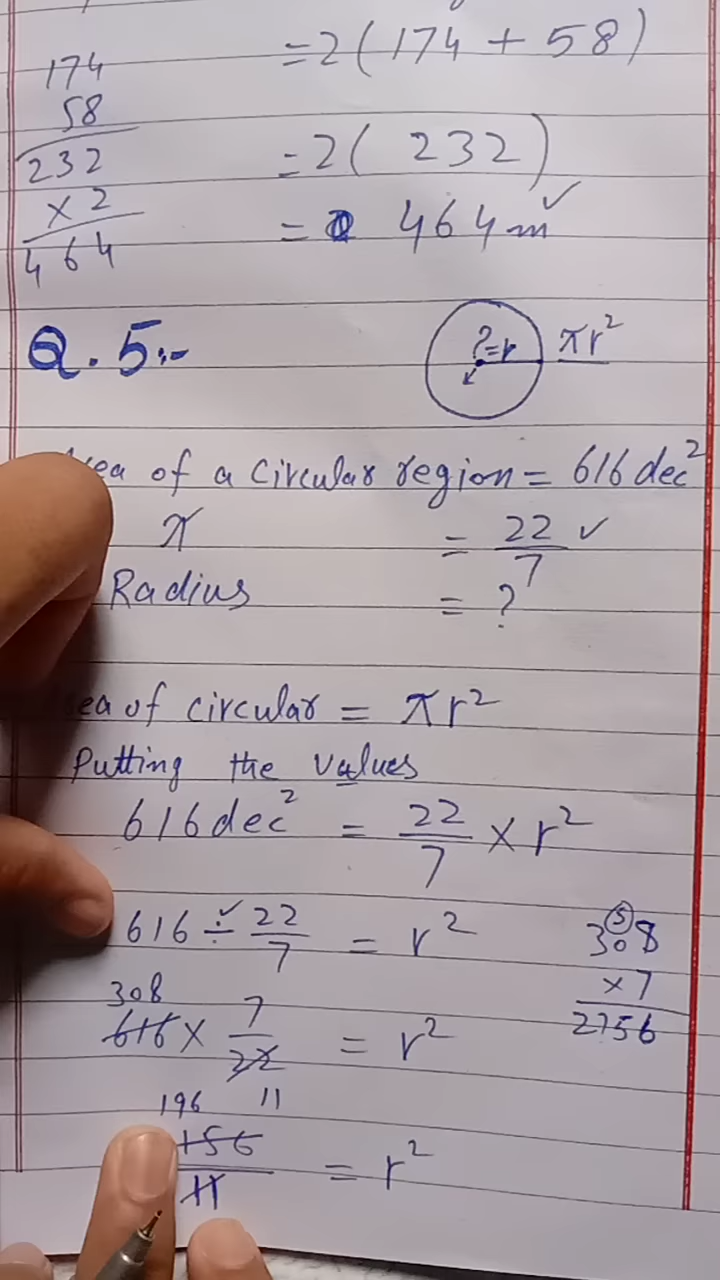 174
58
232
× 2
464
= 2 ( 174 + 58 )
= 2 ( 232 )
= 464 m ✓
Q. 5:-
?=r πr²
of a circular region = 616 dec²
π = 22/7 ✓
Radius = ?
of circular = πr²
Putting the values
616 dec² = 22/7 × r²
616 ÷ 22/7 = r²
308
616 × 7/22 = r²
196 11
156/11 = r²
5
308
× 7
2156